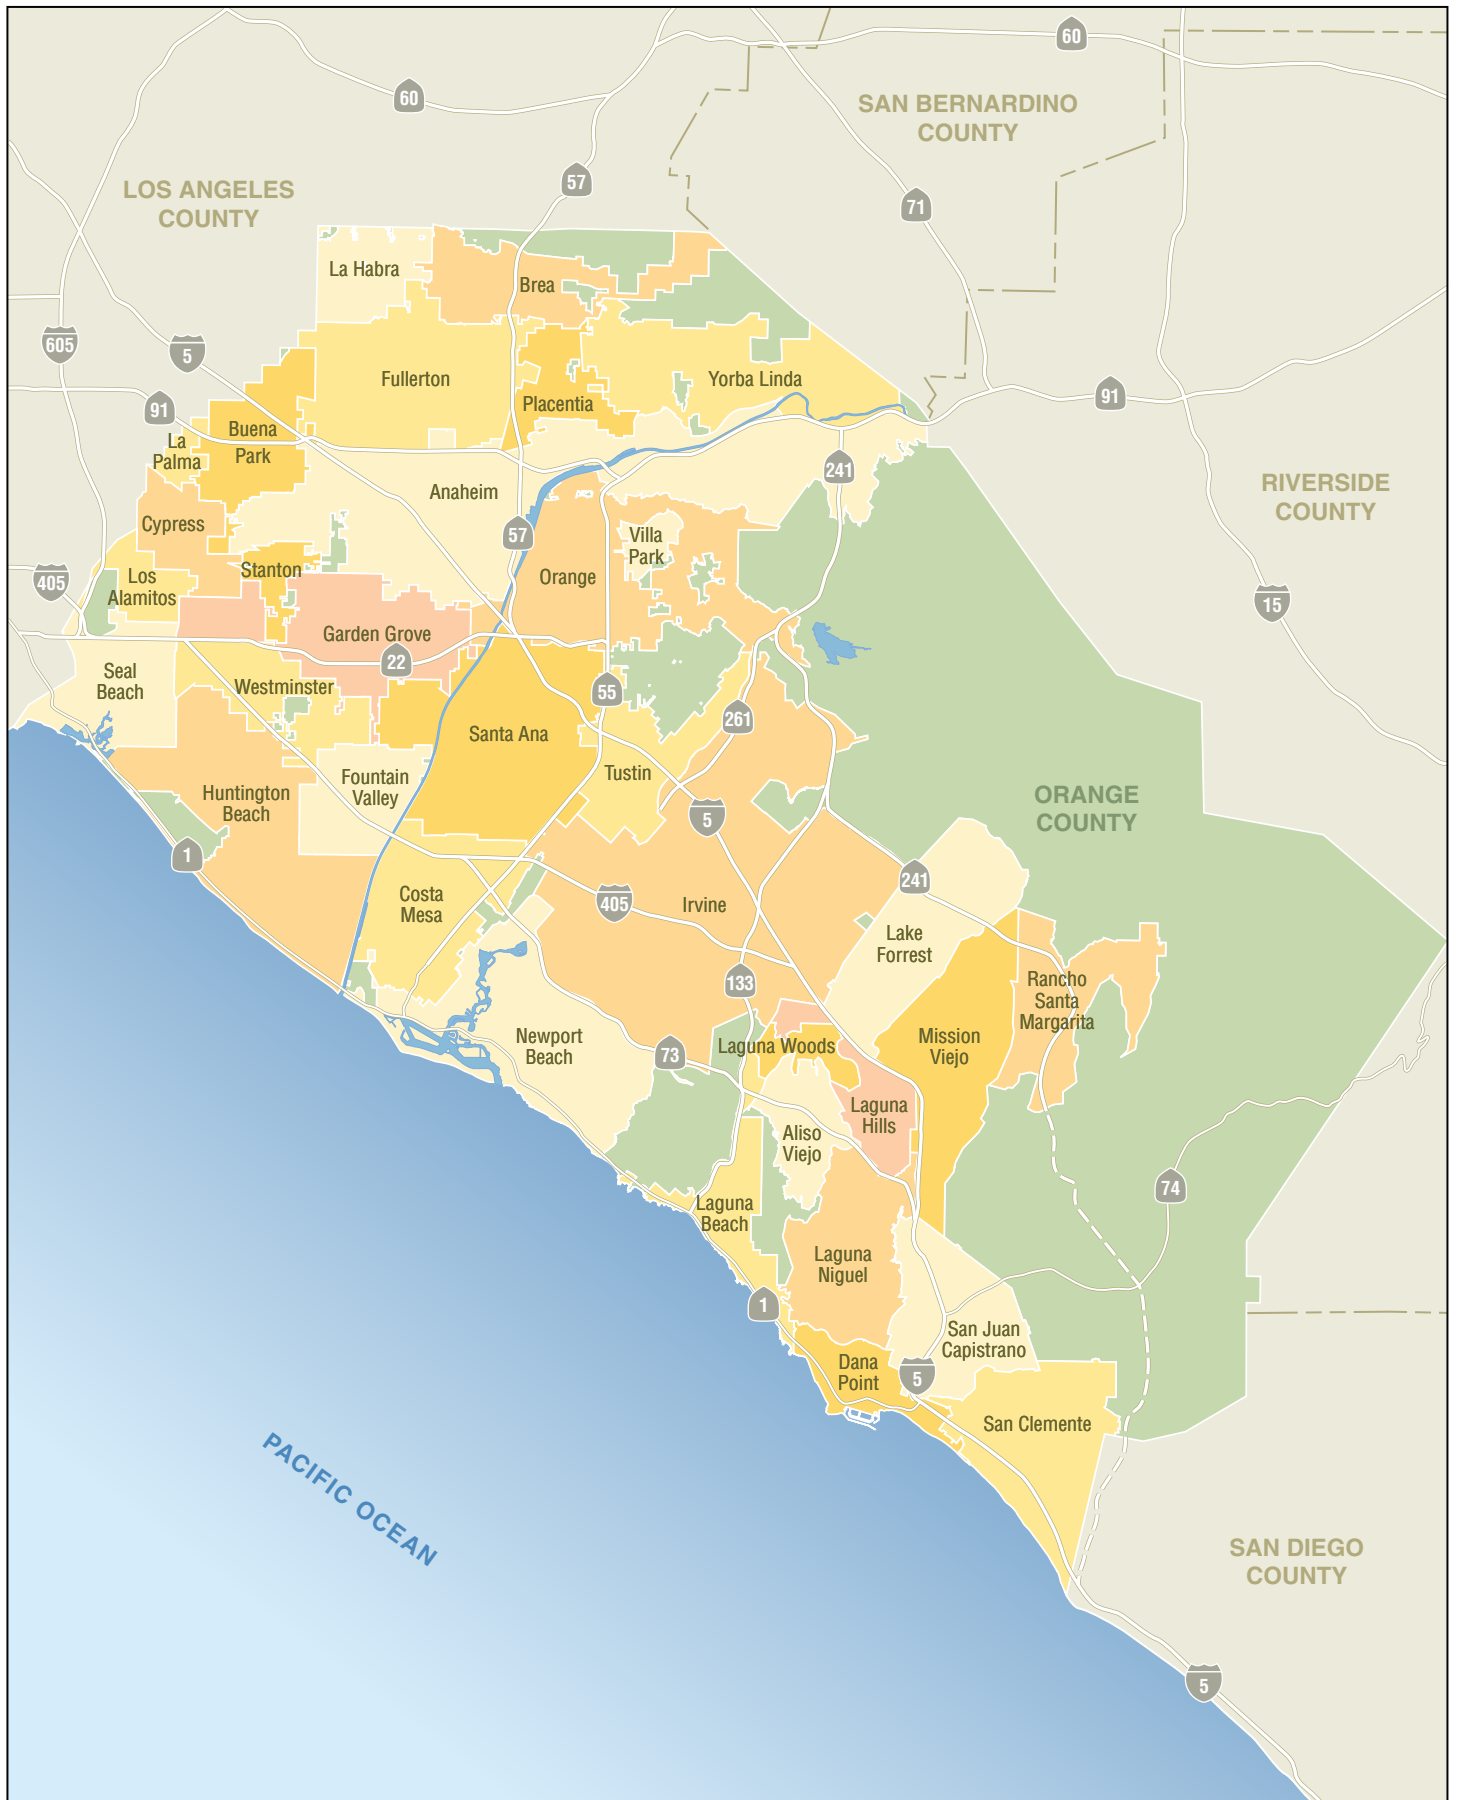 60
60
SAN BERNARDINO
COUNTY
57
LOS ANGELES
COUNTY
71
La Habra
Brea
605
5
Fullerton
Yorba Linda
91
91
Placentia
Buena
Park
La
Palma
241
RIVERSIDE
COUNTY
Anaheim
Cypress
57
Villa
Park
Stanton
Orange
405
Los
Alamitos
15
Garden Grove
22
Seal
Beach
Westminster
55
261
Santa Ana
Tustin
Fountain
Valley
Huntington
Beach
ORANGE
COUNTY
5
1
241
Costa
Mesa
405
Irvine
Lake
Forrest
133
Rancho
Santa
Margarita
Newport
Beach
73
Laguna Woods
Mission
Viejo
Laguna
Hills
Aliso
Viejo
74
Laguna
Beach
Laguna
Niguel
1
San Juan
Capistrano
Dana
Point
5
San Clemente
PACIFIC OCEAN
SAN DIEGO
COUNTY
5